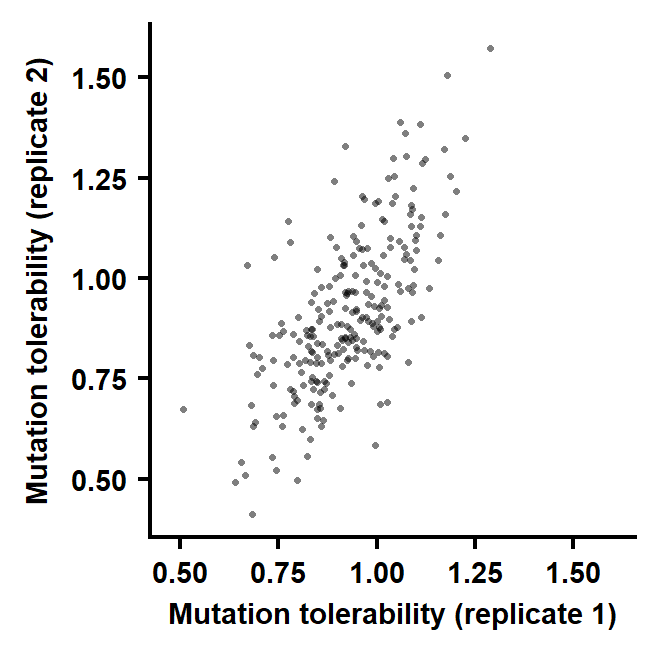 Mutation tolerability (replicate 2)
1.50
1.25
1.00
0.75
0.50
0.50 0.75 1.00 1.25 1.50
Mutation tolerability (replicate 1)